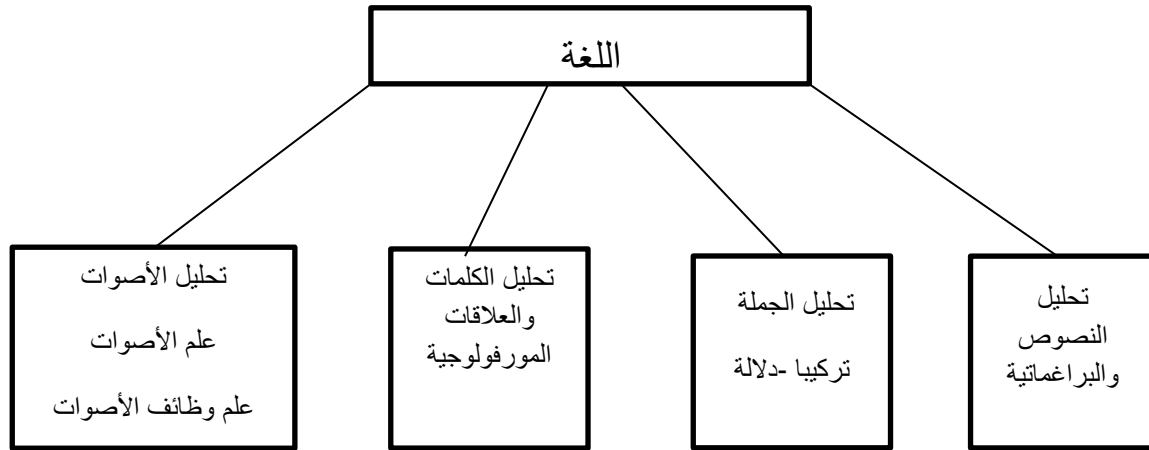 اللغة
تحليل
النصوص
والبراغماتية
تحليل الجملة
تركيبا -دلالة
تحليل الكلمات
والعلاقات
المورفولوجية
تحليل الأصوات
علم الأصوات
علم وظائف الأصوات